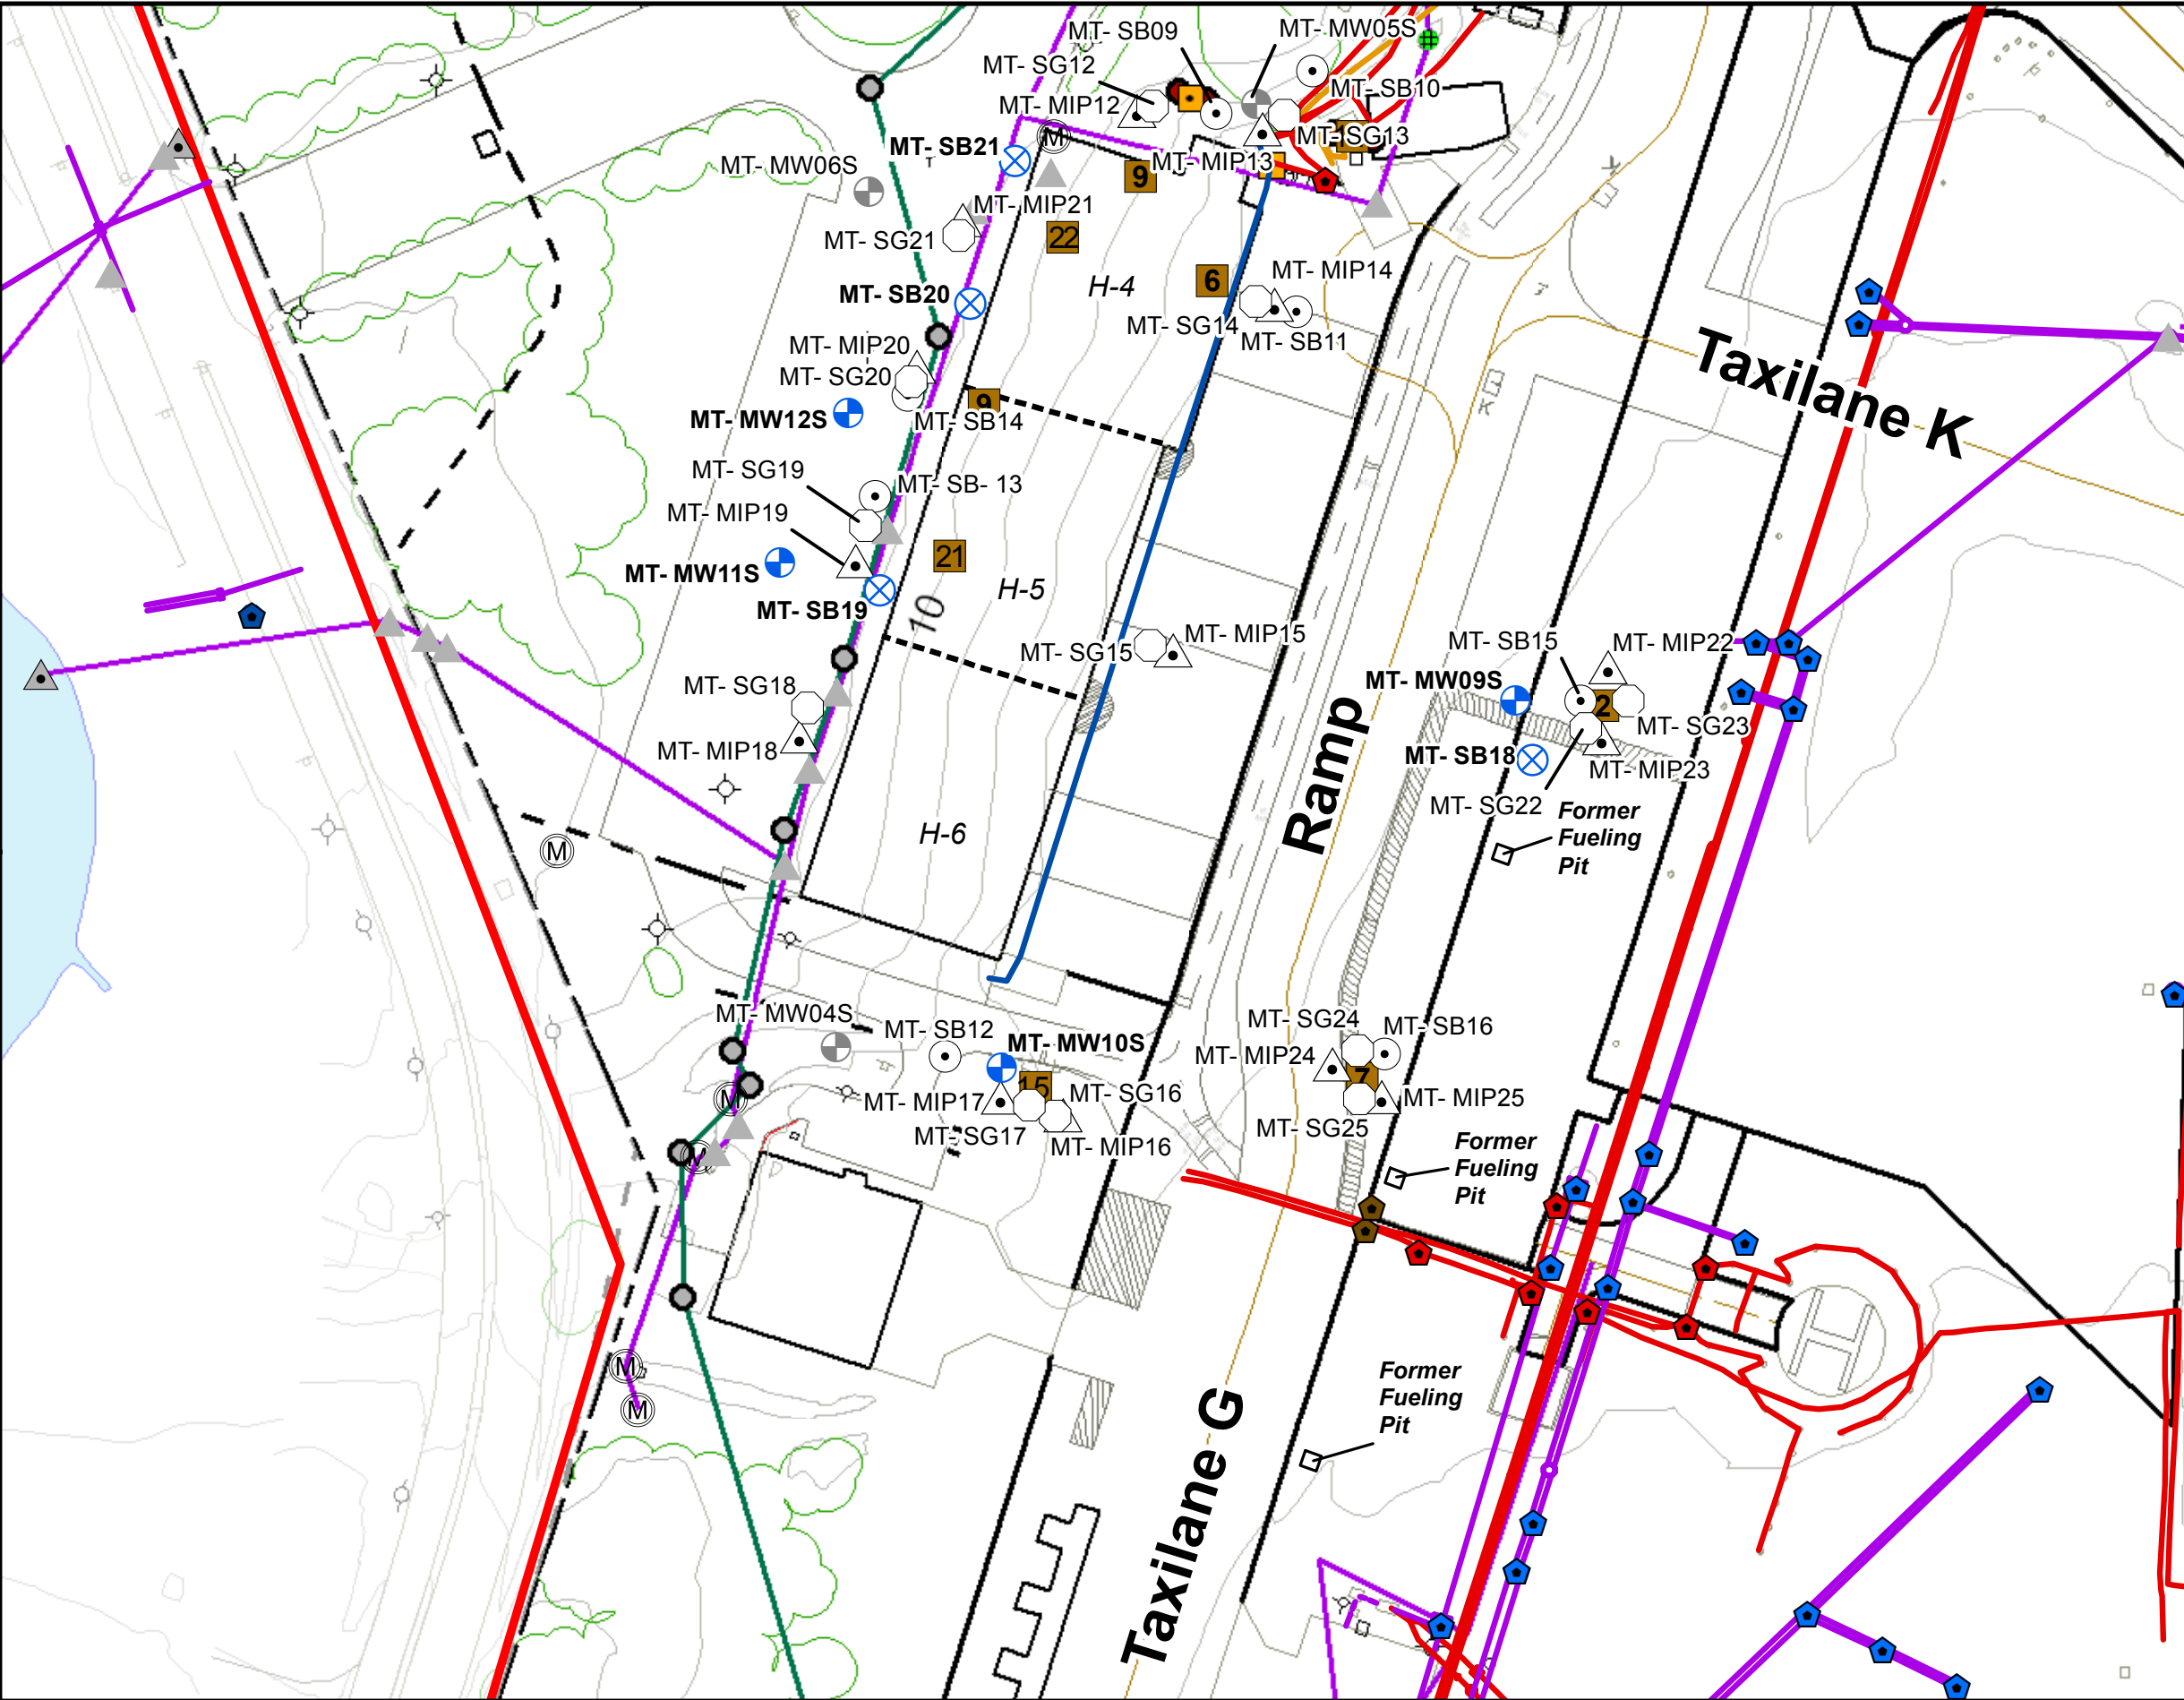 MT- SB09
MT- MW05S
MT- SG12
MT- SB10
MT- MIP12
MT- SG13
MT- SB21
M
MT- MIP13
MT- MW06S
9
MT- MIP21
MT- SG21
22
MT- MIP14
H-4
6
MT- SB20
MT- SG14
MT- SB11
MT- MIP20
MT- SG20
Taxilane K
9
MT- MW12S
MT- SB14
MT- SG19
MT- SB- 13
MT- MIP19
21
MT- MW11S
H-5
MT- SB19
10
MT- MIP15
MT- SG15
MT- SB15
MT- MIP22
MT- MW09S
MT- SG18
2
MT- SG23
MT- MIP18
MT- SB18
MT- MIP23
Ramp
MT- SG22
Former
Fueling
Pit
H-6
M
MT- MW04S
MT- SB12
MT- MW10S
MT- SG24
MT- SB16
MT- MIP24
7
15
MT- MIP17
MT- SG16
MT- MIP25
M
MT- SG17
MT- MIP16
MT- SG25
M
Former
Fueling
Pit
M
M
Former
Fueling
Pit
Taxilane G